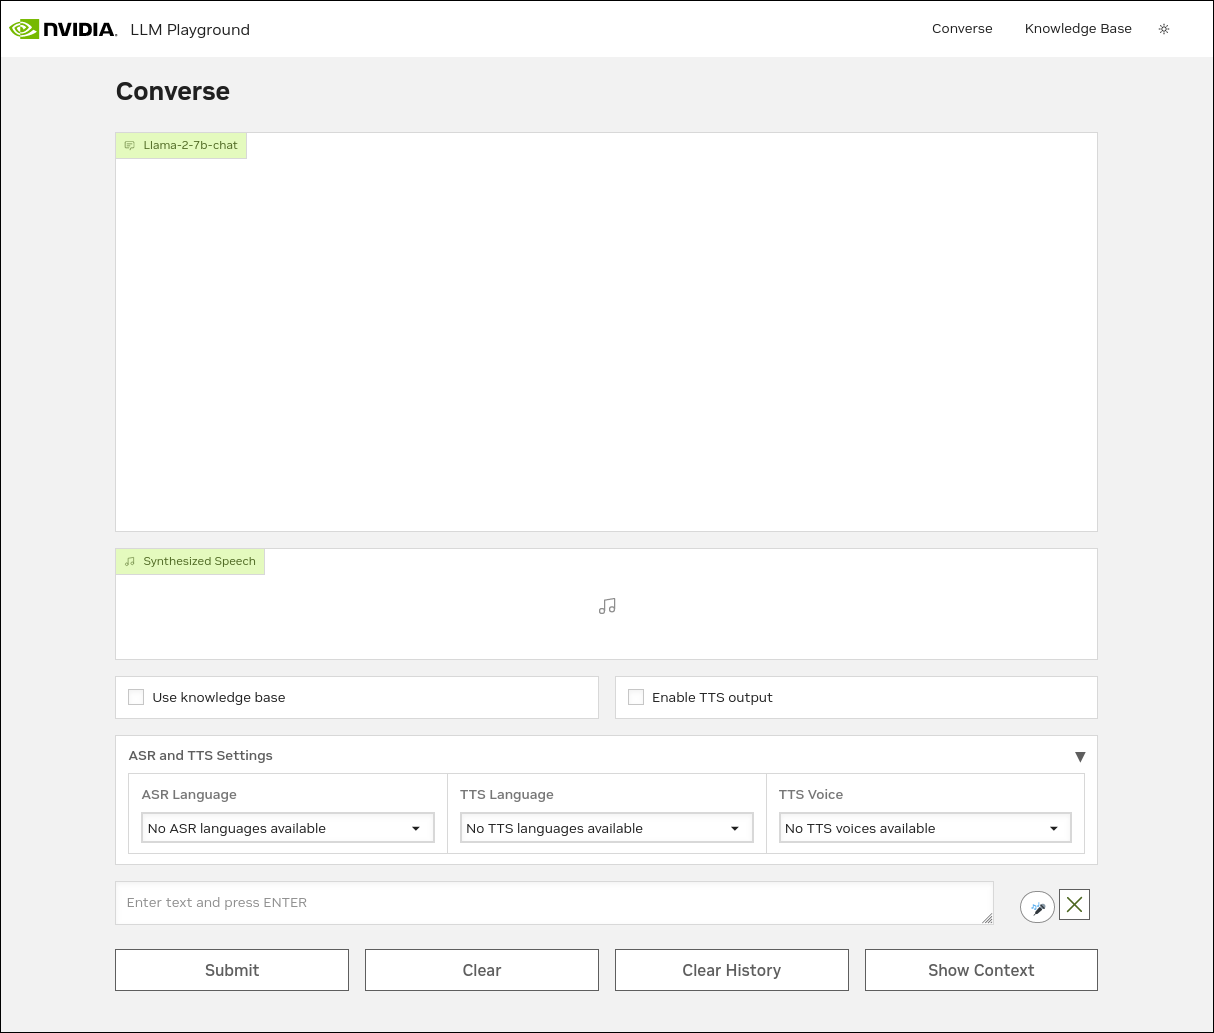 NVIDIA. LLM Playground Converse Knowledge Base
Converse
Llama-2-7b-chat
Synthesized Speech
Use knowledge base Enable TTS output
ASR and TTS Settings ▼
ASR Language TTS Language TTS Voice
No ASR languages available No TTS languages available No TTS voices available
Enter text and press ENTER
Submit Clear Clear History Show Context